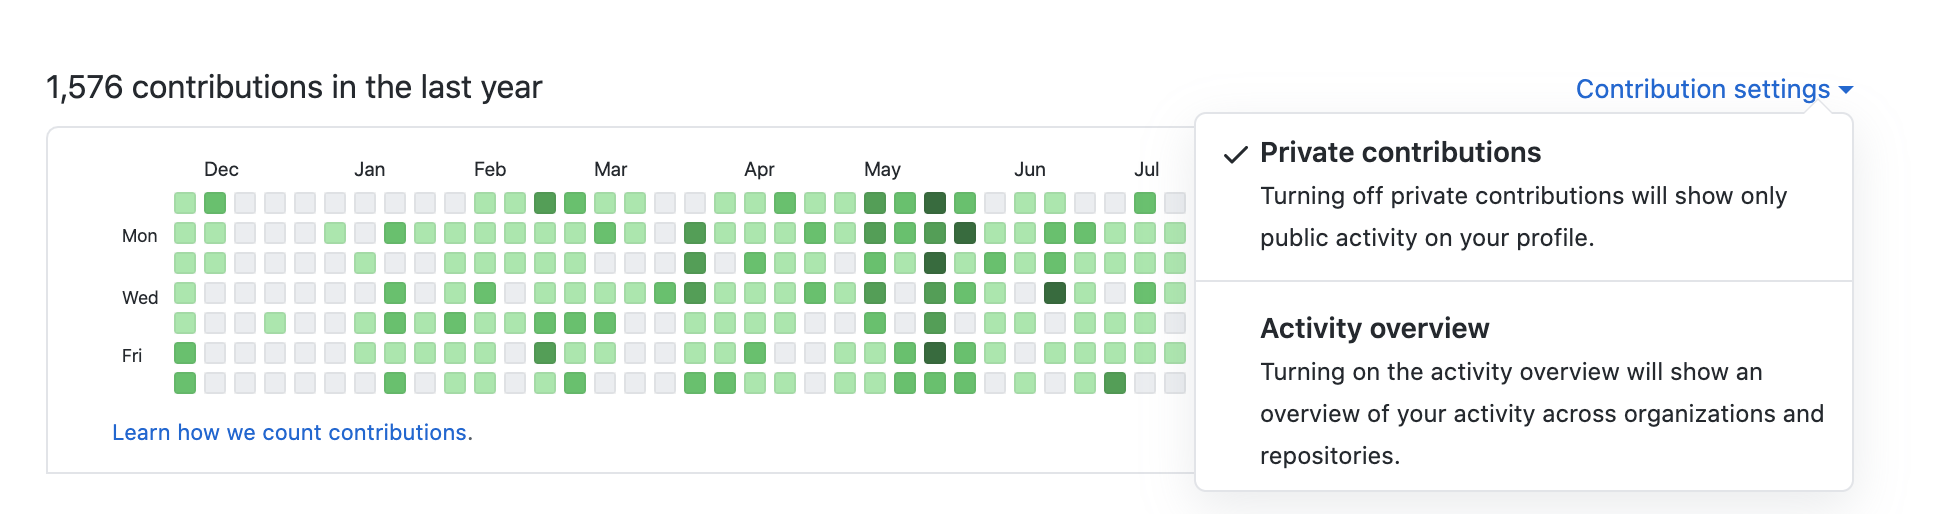 1,576 contributions in the last year
Contribution settings
Dec Jan Feb Mar Apr May Jun Jul
Mon
Wed
Fri
Learn how we count contributions.
Private contributions
Turning off private contributions will show only
public activity on your profile.
Activity overview
Turning on the activity overview will show an
overview of your activity across organizations and
repositories.